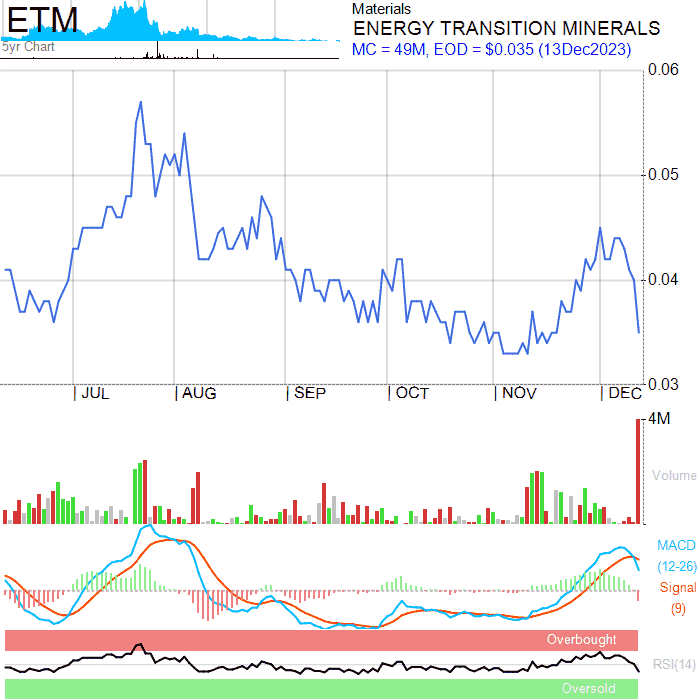 ETM
5yr Chart
Materials
ENERGY TRANSITION MINERALS
MC = 49M, EOD = $0.035 (13Dec2023)
0.06
0.05
0.04
0.03
JUL AUG SEP OCT NOV DEC
4M
Volume
MACD
(12-26)
Signal
(9)
Overbought
RSI(14)
Oversold